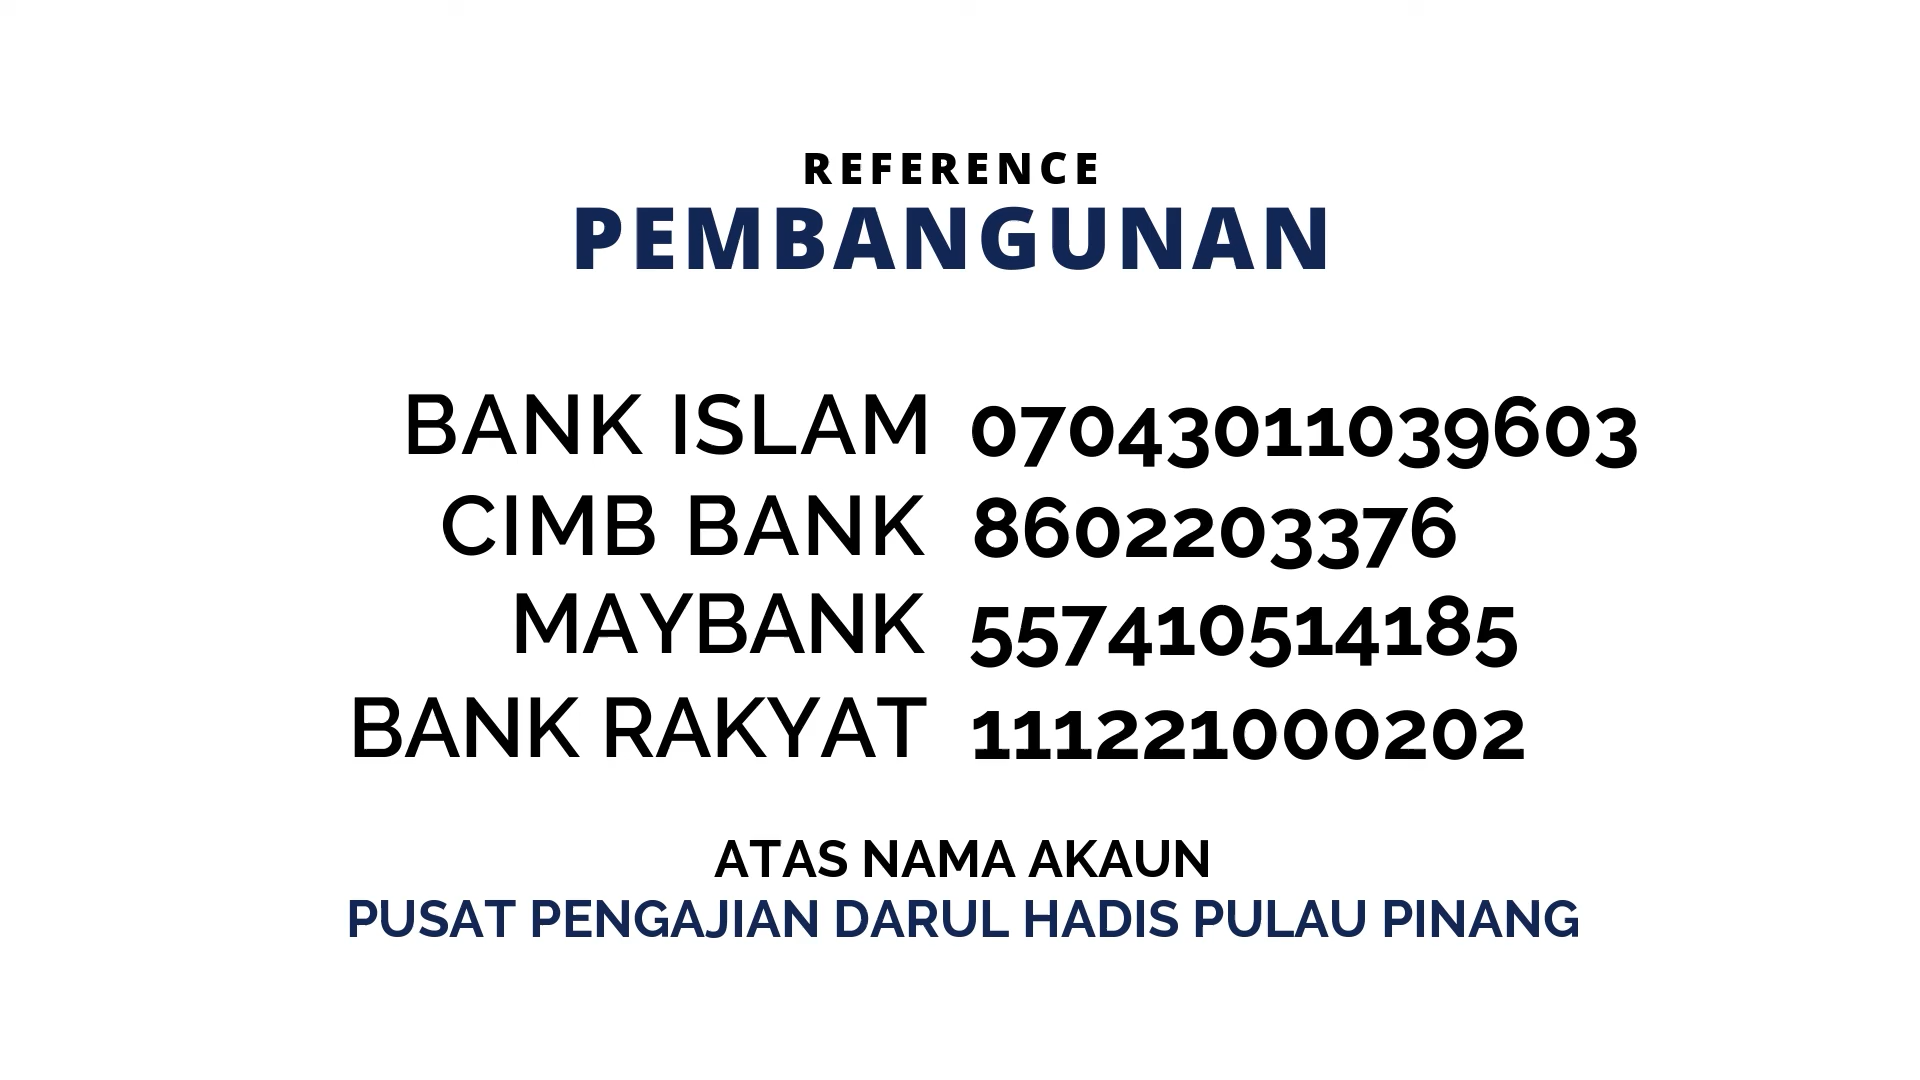 REFERENCE
PEMBANGUNAN
BANK ISLAM 07043011039603
CIMB BANK 8602203376
MAYBANK 557410514185
BANK RAKYAT 111221000202
ATAS NAMA AKAUN
PUSAT PENGAJIAN DARUL HADIS PULAU PINANG